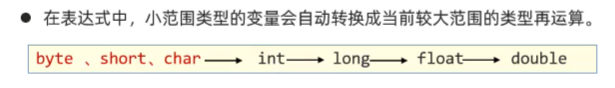 ● 在表达式中，小范围类型的变量会自动转换成当前较大范围的类型再运算。
byte 、short、char → int → long → float → double